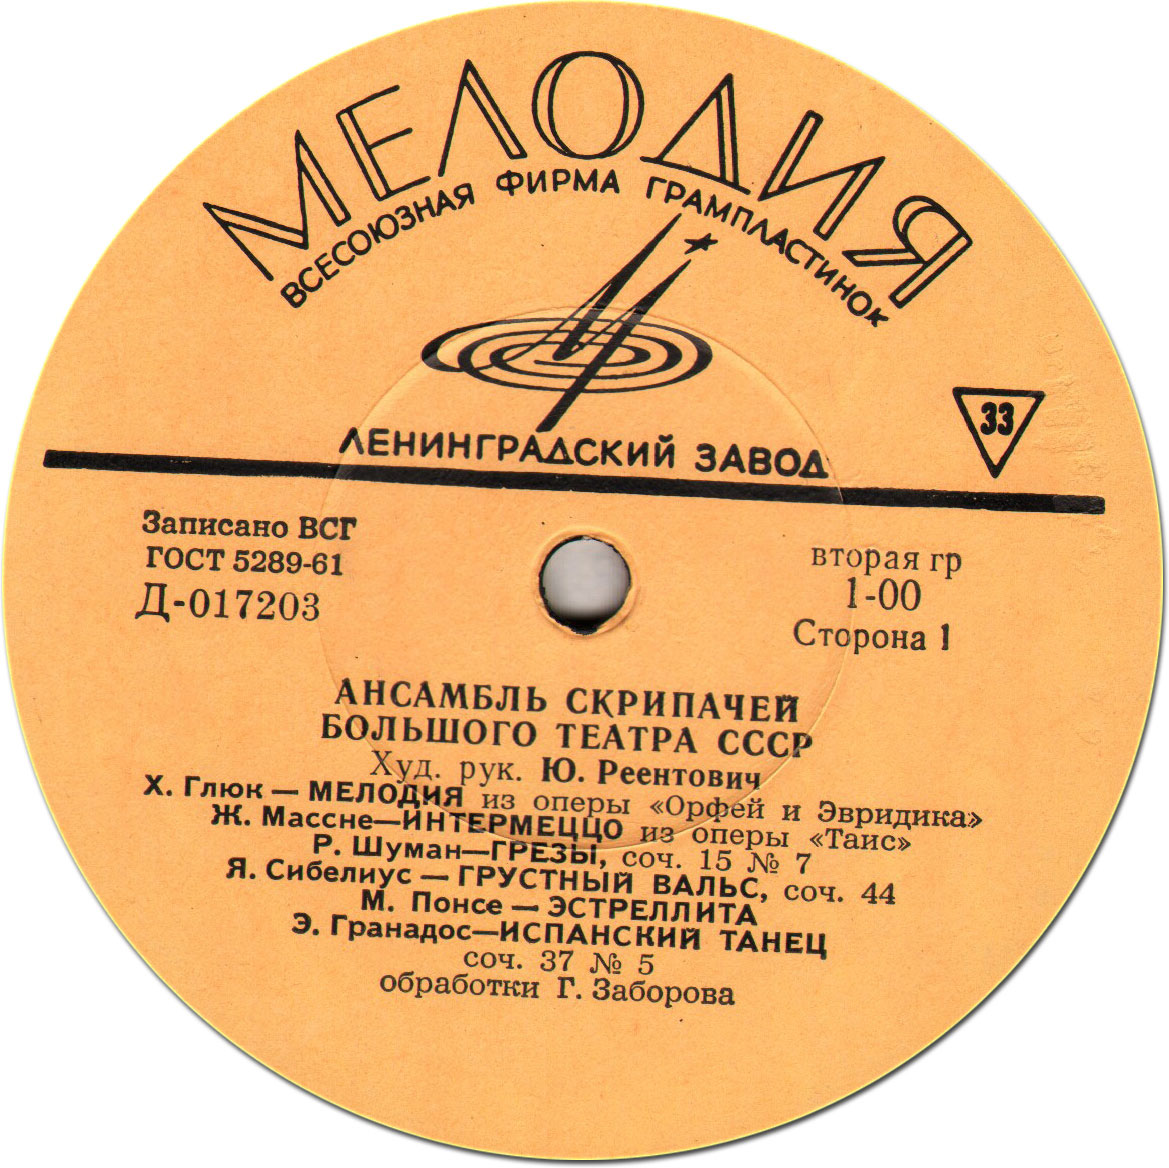 МЕЛОДИЯ
ВСЕСОЮЗНАЯ ФИРМА ГРАМПЛАСТИНОК
ЛЕНИНГРАДСКИЙ ЗАВОД
33
Записано ВСГ
ГОСТ 5289-61
Д-017203
вторая гр
1-00
Сторона 1
АНСАМБЛЬ СКРИПАЧЕЙ
БОЛЬШОГО ТЕАТРА СССР
Худ. рук. Ю. Реентович
Х. Глюк — МЕЛОДИЯ из оперы «Орфей и Эвридика»
Ж. Массне—ИНТЕРМЕЦЦО из оперы «Таис»
Р. Шуман—ГРЕЗЫ, соч. 15 № 7
Я. Сибелиус — ГРУСТНЫЙ ВАЛЬС, соч. 44
М. Понсе — ЭСТРЕЛЛИТА
Э. Гранадос—ИСПАНСКИЙ ТАНЕЦ
соч. 37 № 5
обработки Г. Заборова